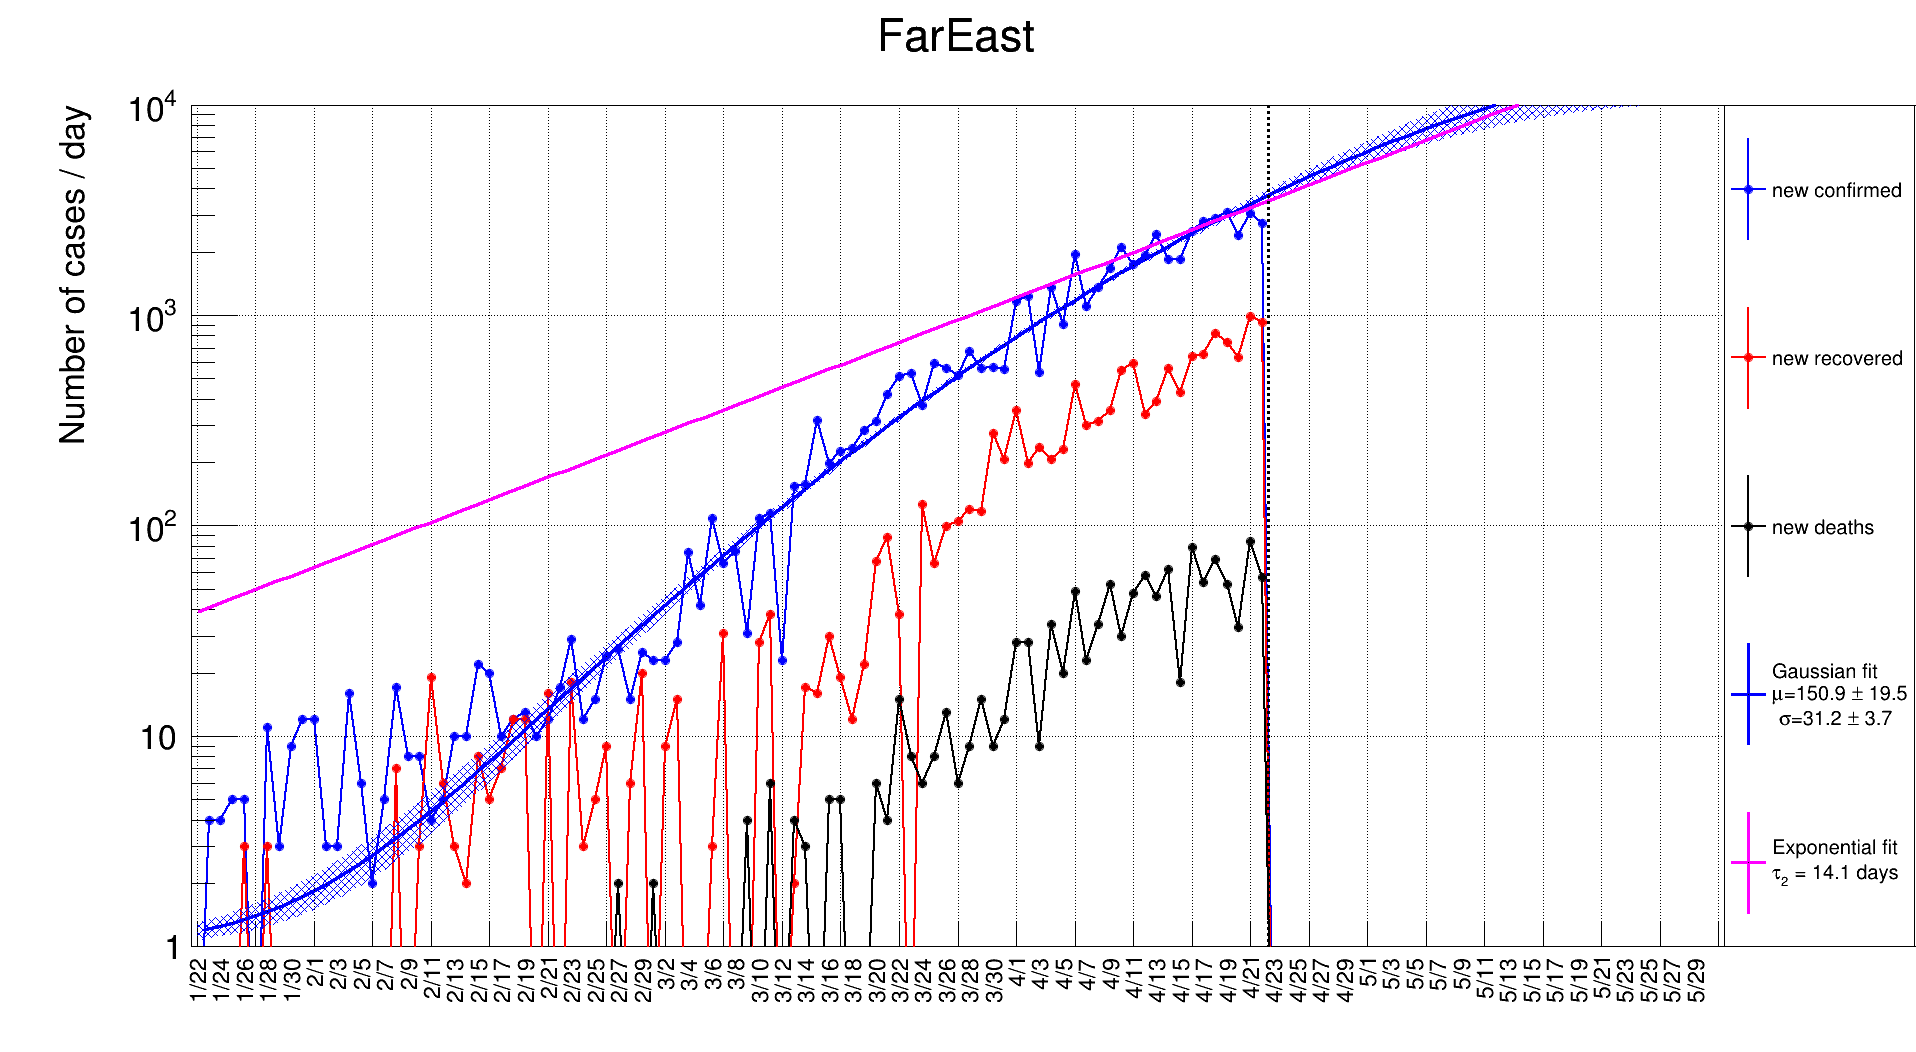 FarEast
Number of cases / day
10^4
10^3
10^2
10
1
1/22 1/24 1/26 1/28 1/30 2/1 2/3 2/5 2/7 2/9 2/11 2/13 2/15 2/17 2/19 2/21 2/23 2/25 2/27 2/29 3/2 3/4 3/6 3/8 3/10 3/12 3/14 3/16 3/18 3/20 3/22 3/24 3/26 3/28 3/30 4/1 4/3 4/5 4/7 4/9 4/11 4/13 4/15 4/17 4/19 4/21 4/23 4/25 4/27 4/29 5/1 5/3 5/5 5/7 5/9 5/11 5/13 5/15 5/17 5/19 5/21 5/23 5/25 5/27 5/29
new confirmed
new recovered
new deaths
Gaussian fit
μ=150.9 ± 19.5
σ=31.2 ± 3.7
Exponential fit
τ₂ = 14.1 days